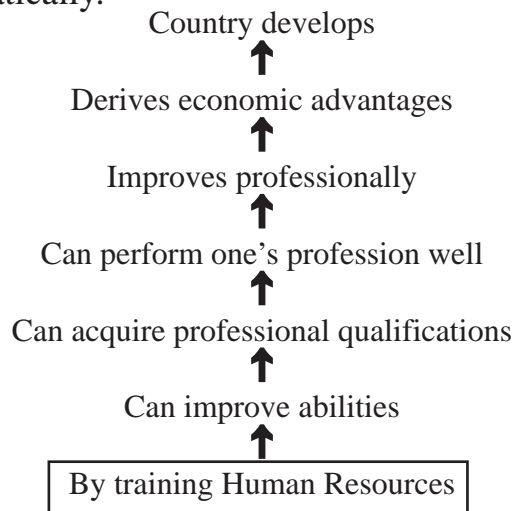 atically.
Country develops
Derives economic advantages
Improves professionally
Can perform one’s profession well
Can acquire professional qualifications
Can improve abilities
By training Human Resources